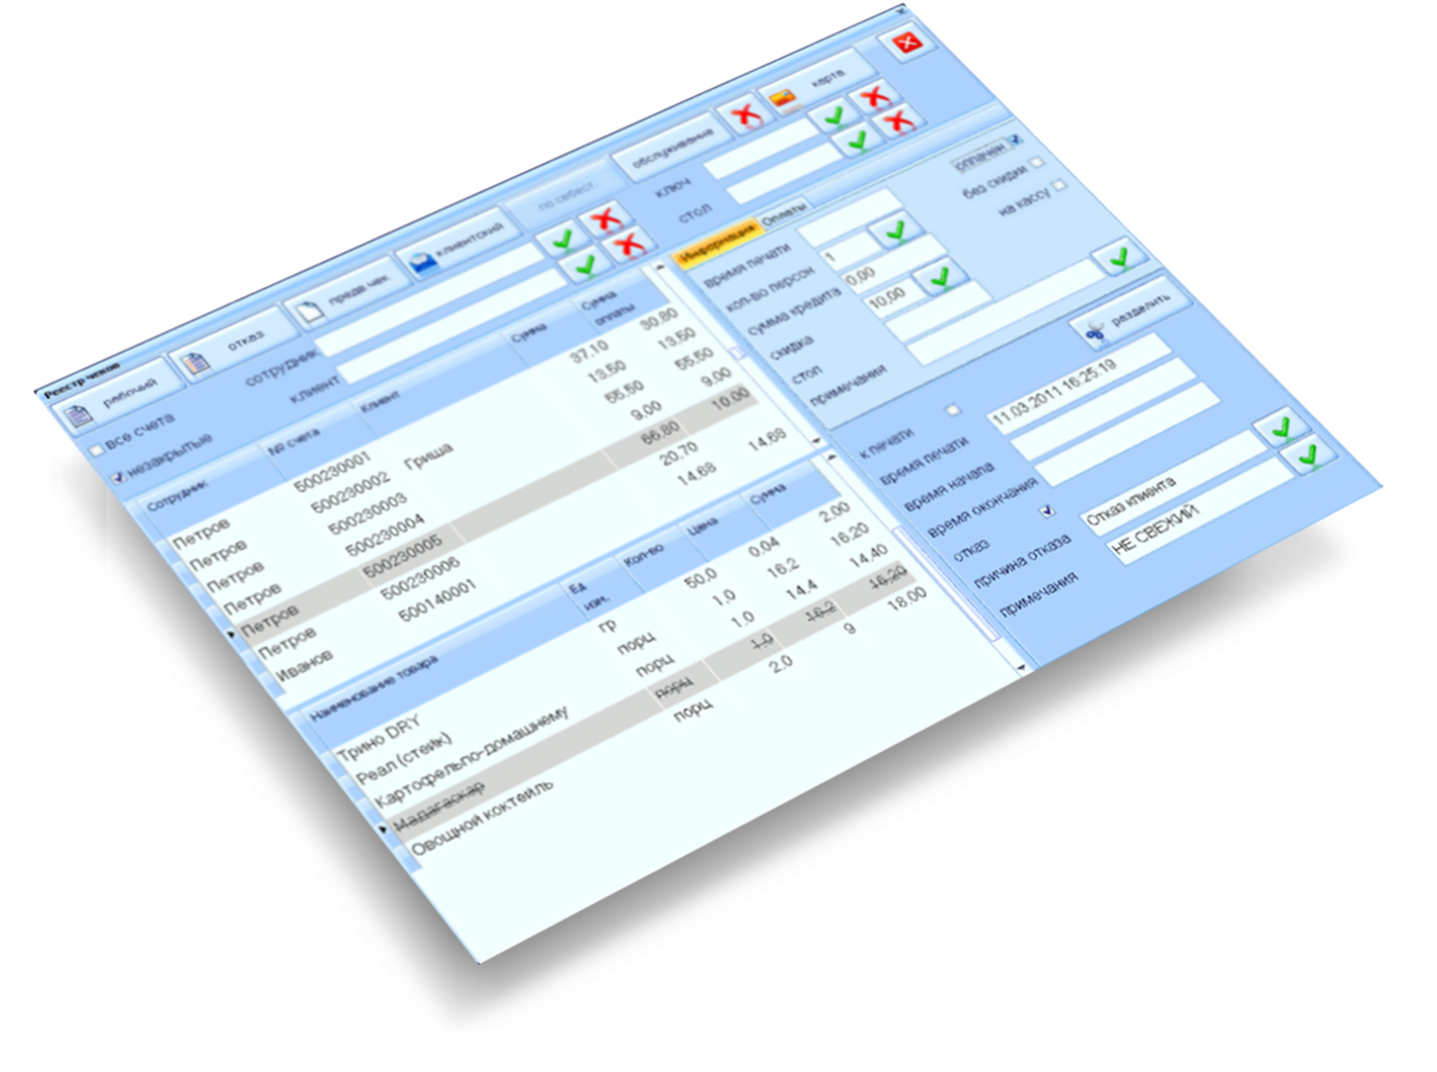 Реестр чеков
рабочий
отказ
предв.чек
клиентский
по себест.
обслуживание
карта
Все счета
незакрытые
сотрудник
клиент
ключ
стол
оплачен
без скидки
на кассу
Сотрудник № счета Клиент Сумма Сумма оплаты
Петров 500230001 37,10 30,80
Петров 500230002 Гриша 13,50 13,50
Петров 500230003 55,50 55,50
Петров 500230004 9,00 9,00
Петров 500230005 66,80 10,00
Петров 500230006 20,70
Иванов 500140001 14,68 14,68
Наименование товара Ед изм. Кол-во Цена Сумма
Трино DRY гр 50,0 0,04 2,00
Реал (стейк) порц 1,0 16,2 16,20
Картофель по-домашнему порц 1,0 14,4 14,40
Мадагаскар порц 1,0 16,2 16,20
Овощной коктейль порц 2,0 9 18,00
Информация Оплаты
время печати
кол-во персон 1
сумма кредита 0,00
скидка 10,00
стол
примечания
разделить
к печати
время печати 11.03.2011 16:25:19
время начала
время окончания
отказ
причина отказа Отказ клиента
примечания НЕ СВЕЖИЙ